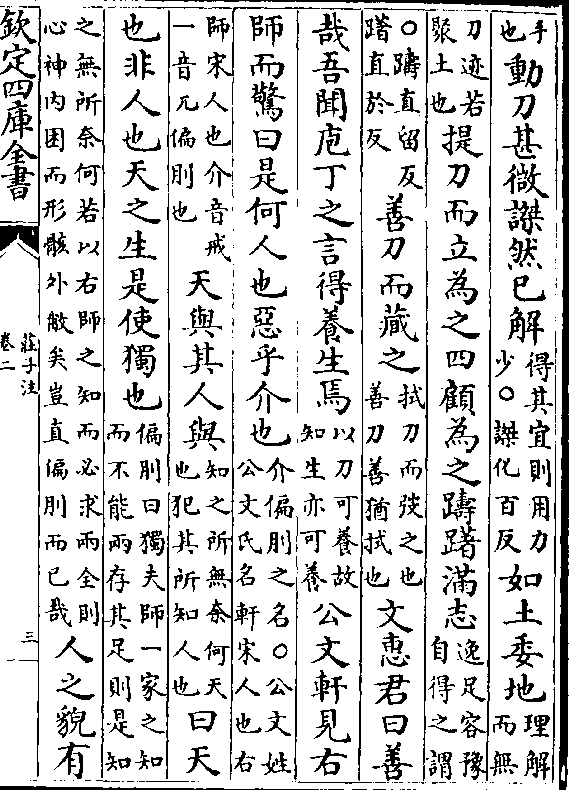 手也動刀甚微謋然已解得其宜則用力少〇謋化百反如土委地理解而無
刀迹若聚土也提刀而立為之四顧為之躊躇滿志逸足容豫自得之謂
〇躊直留反躇直於反善刀而藏之拭刀而弢之也善刀善猶拭也文惠君曰善
哉吾聞庖丁之言得養生焉以刀可養故知生亦可養公文軒見右
師而驚曰是何人也惡乎介也介偏刖之名〇公文姓公文氏名軒宋人也右
師宋人也介音戒一音兀偏刖也天與其人與知之所無奈何天也犯其所知人也曰天
也非人也天之生是使獨也偏刖曰獨夫師一家之知而不能兩存其足則是知
之無所奈何若以右師之知而必求兩全則心神内困而形骸外敝矣豈直偏刖而已哉人之貌有
欽定四庫全書
莊子注
卷二
三